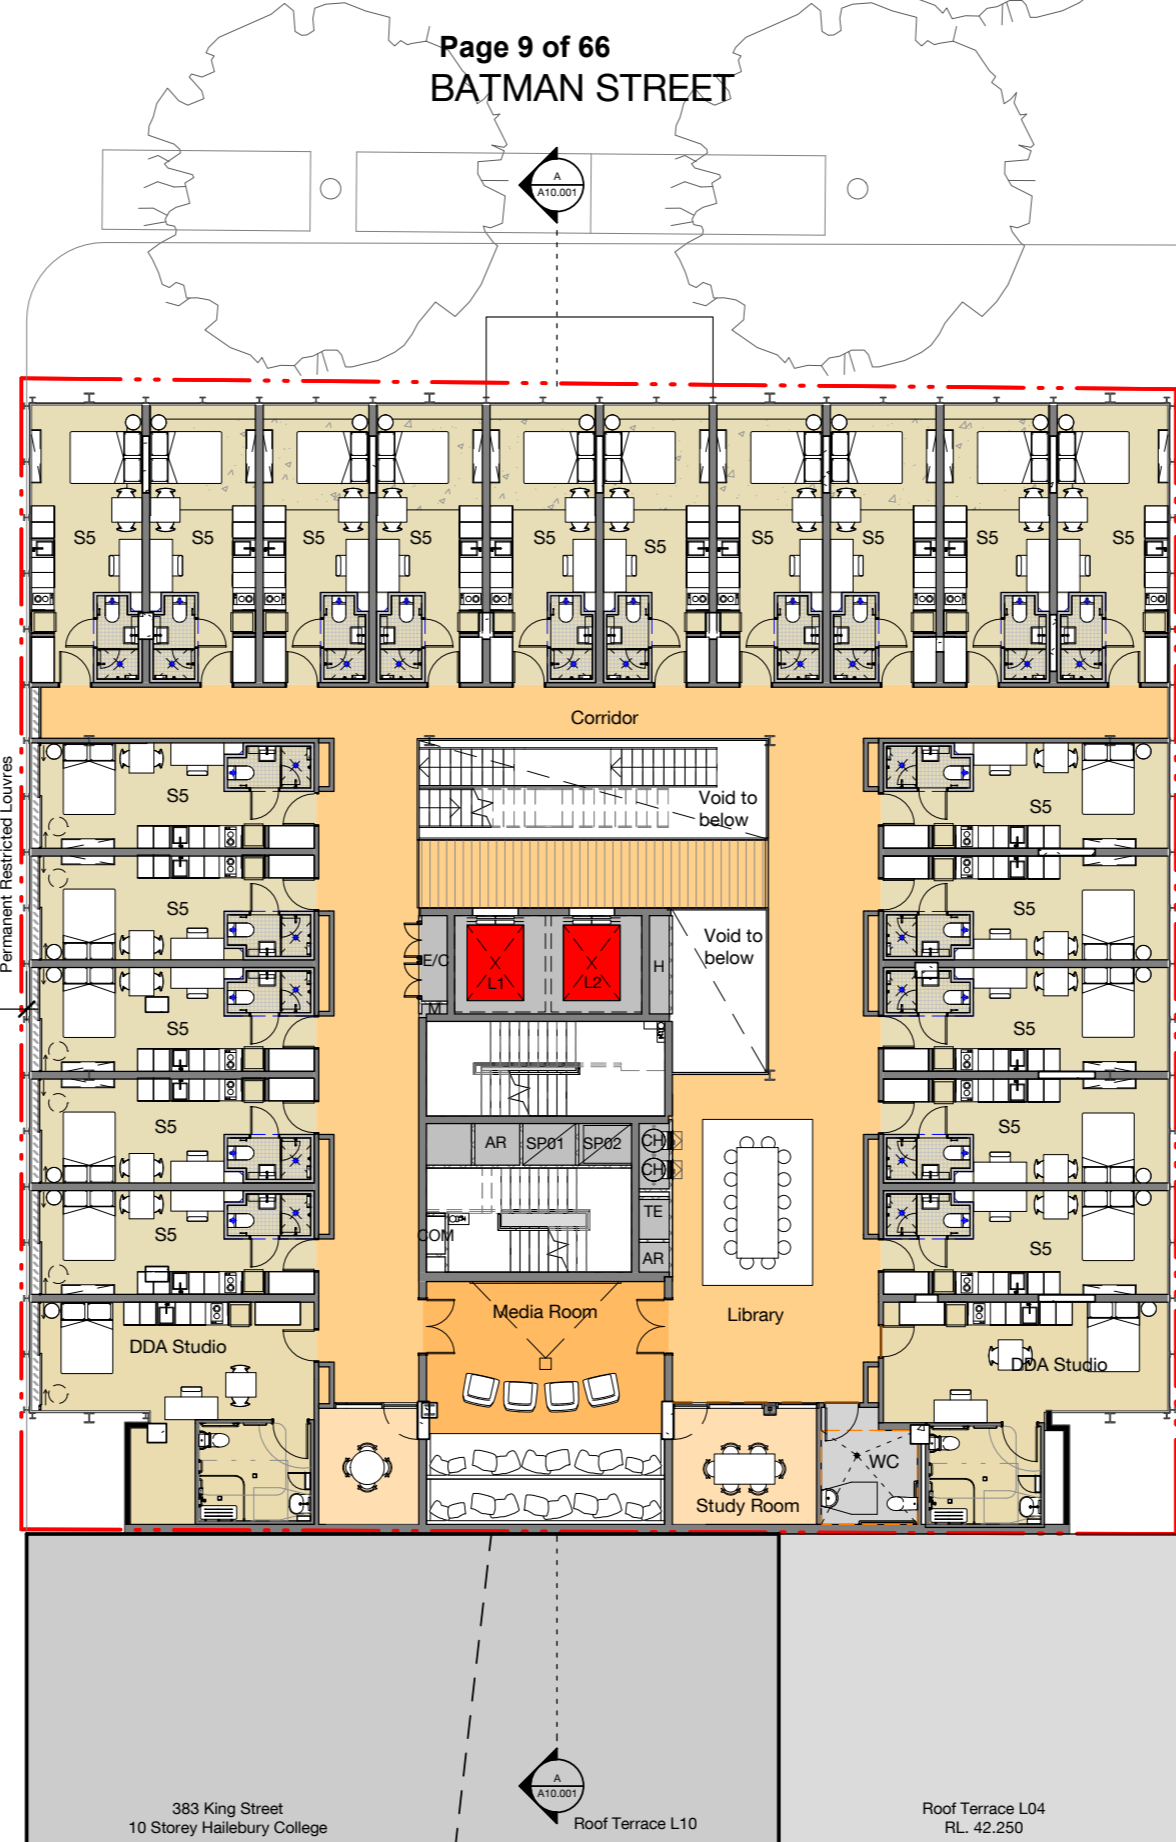 Page 9 of 66
BATMAN STREET
A
A10.001
S5
S5
S5
S5
S5
S5
S5
S5
S5
S5
Corridor
Permanent Restricted Louvres
S5
Void to
below
S5
S5
S5
E/C
L1
L2
H
Void to
below
M
S5
S5
S5
S5
AR
SP01
SP02
CH
CH
TE
COM
AR
S5
S5
Media Room
Library
DDA Studio
DDA Studio
WC
Study Room
A
A10.001
383 King Street
10 Storey Hailebury College
Roof Terrace L10
Roof Terrace L04
RL. 42.250